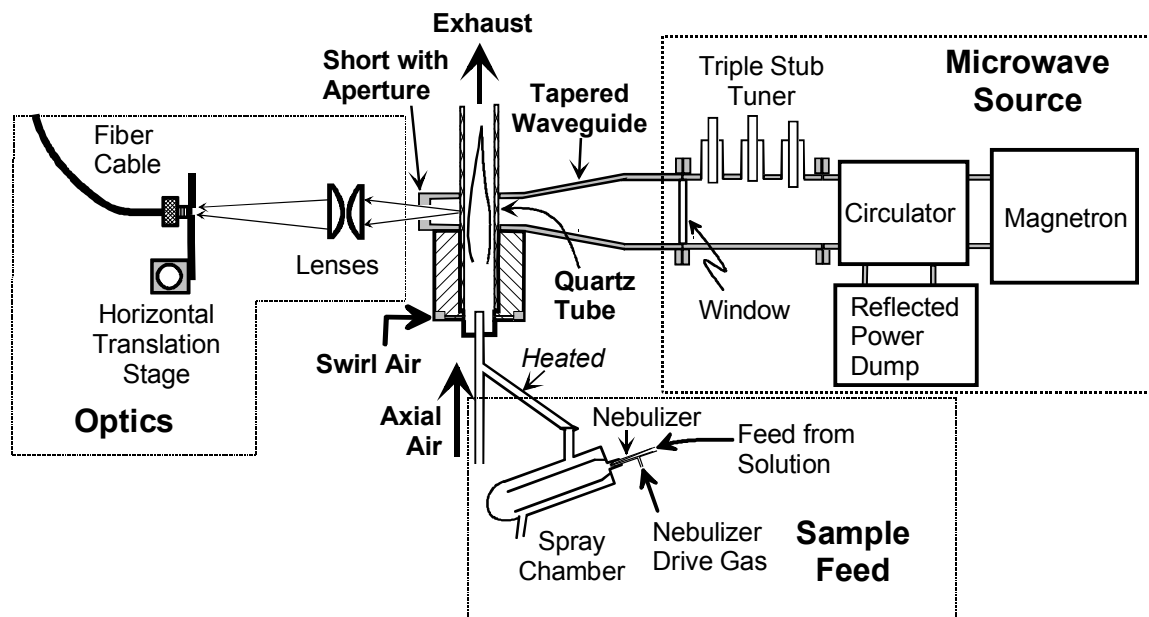 Exhaust
Short with
Aperture
Tapered
Waveguide
Triple Stub
Tuner
Microwave
Source
Fiber
Cable
Circulator
Magnetron
Lenses
Quartz
Tube
Window
Reflected
Power
Dump
Horizontal
Translation
Stage
Swirl Air
Heated
Optics
Axial
Air
Nebulizer
Feed from
Solution
Spray
Chamber
Nebulizer
Drive Gas
Sample
Feed